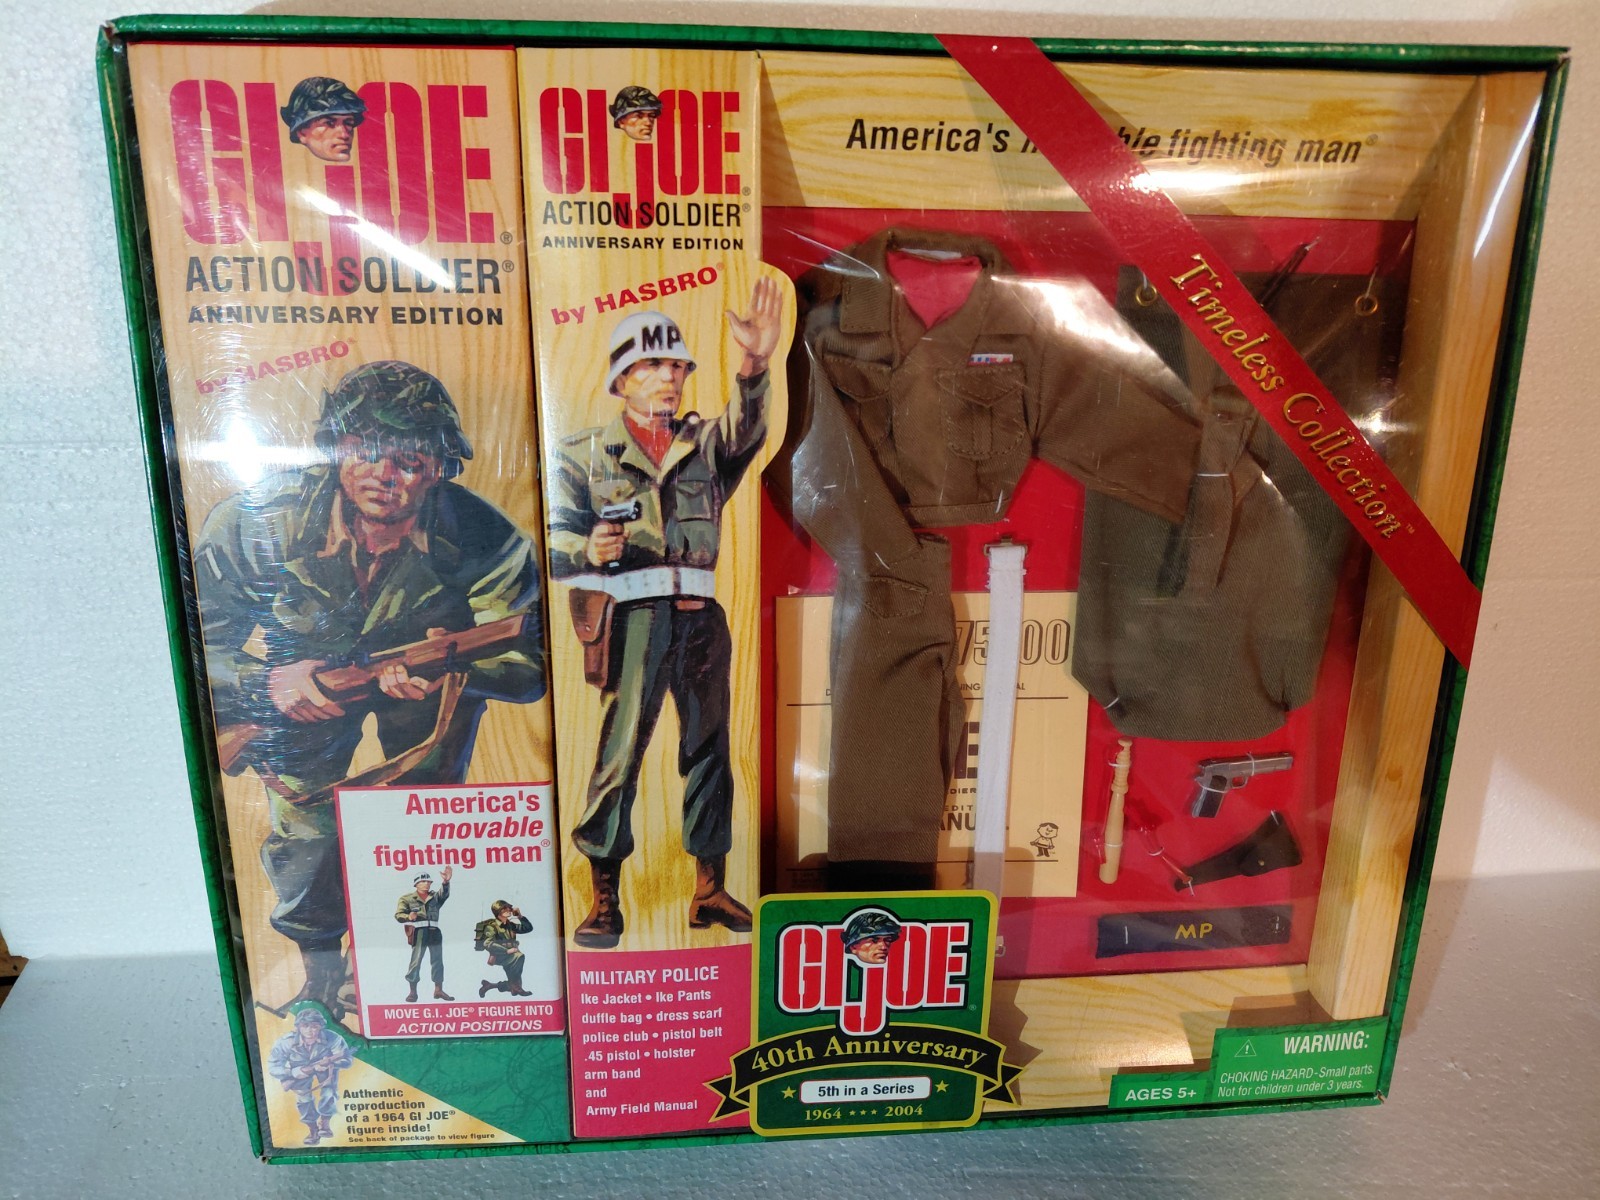 GI JOE®
ACTION SOLDIER®
ANNIVERSARY EDITION
by HASBRO®
America's
movable
fighting man®
MP
MOVE G.I. JOE® FIGURE INTO
ACTION POSITIONS
Authentic
reproduction
of a 1964 GI JOE®
figure inside!
See back of package to view figure
GI JOE®
ACTION SOLDIER®
ANNIVERSARY EDITION
by HASBRO®
MP
MILITARY POLICE
Ike Jacket • Ike Pants
duffle bag • dress scarf
police club • pistol belt
.45 pistol • holster
arm band
and
Army Field Manual
America's fighting man®
Timeless Collection™
MP
GI JOE®
40th Anniversary
5th in a Series
1964 ★★★ 2004
AGES 5+
WARNING:
CHOKING HAZARD-Small parts.
Not for children under 3 years.